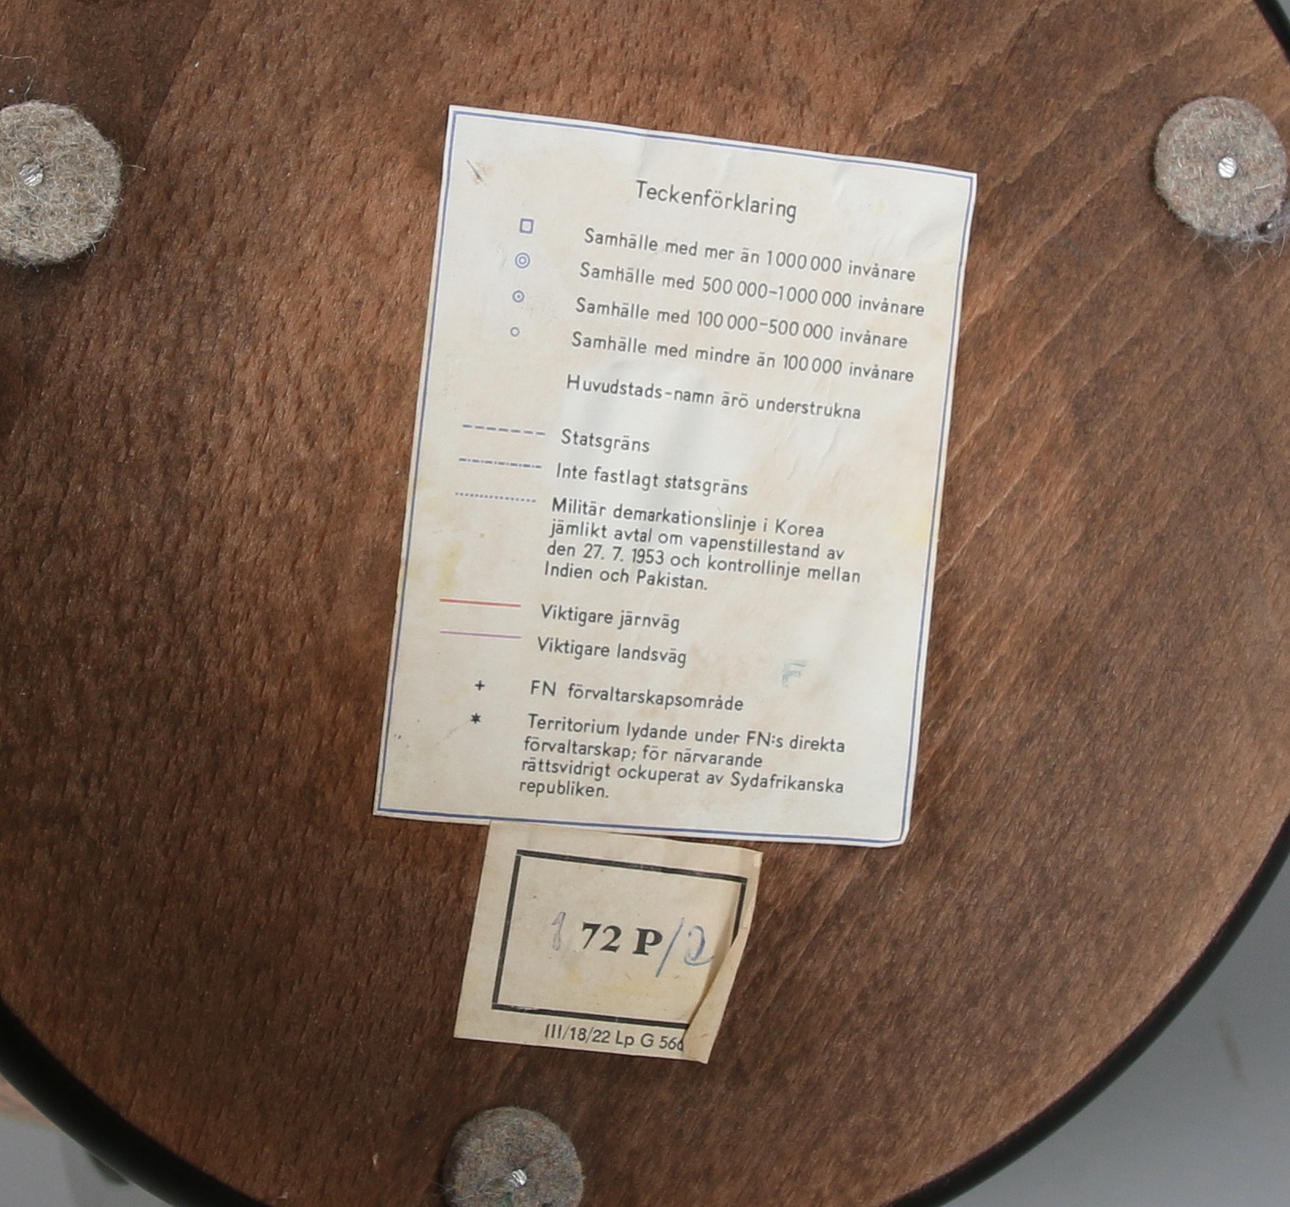 Teckenförklaring
Samhälle med mer än 1 000 000 invånare
Samhälle med 500 000–1 000 000 invånare
Samhälle med 100 000–500 000 invånare
Samhälle med mindre än 100 000 invånare
Huvudstads-namn ärö understrukna
Statsgräns
Inte fastlagt statsgräns
Militär demarkationslinje i Korea
jämlikt avtal om vapenstillestand av
den 27. 7. 1953 och kontrollinje mellan
Indien och Pakistan.
Viktigare järnväg
Viktigare landsväg
FN förvaltarskapsområde
Territorium lydande under FN:s direkta
förvaltarskap; för närvarande
rättsvidrigt ockuperat av Sydafrikanska
republiken.
72 P/2
III/18/22 Lp G